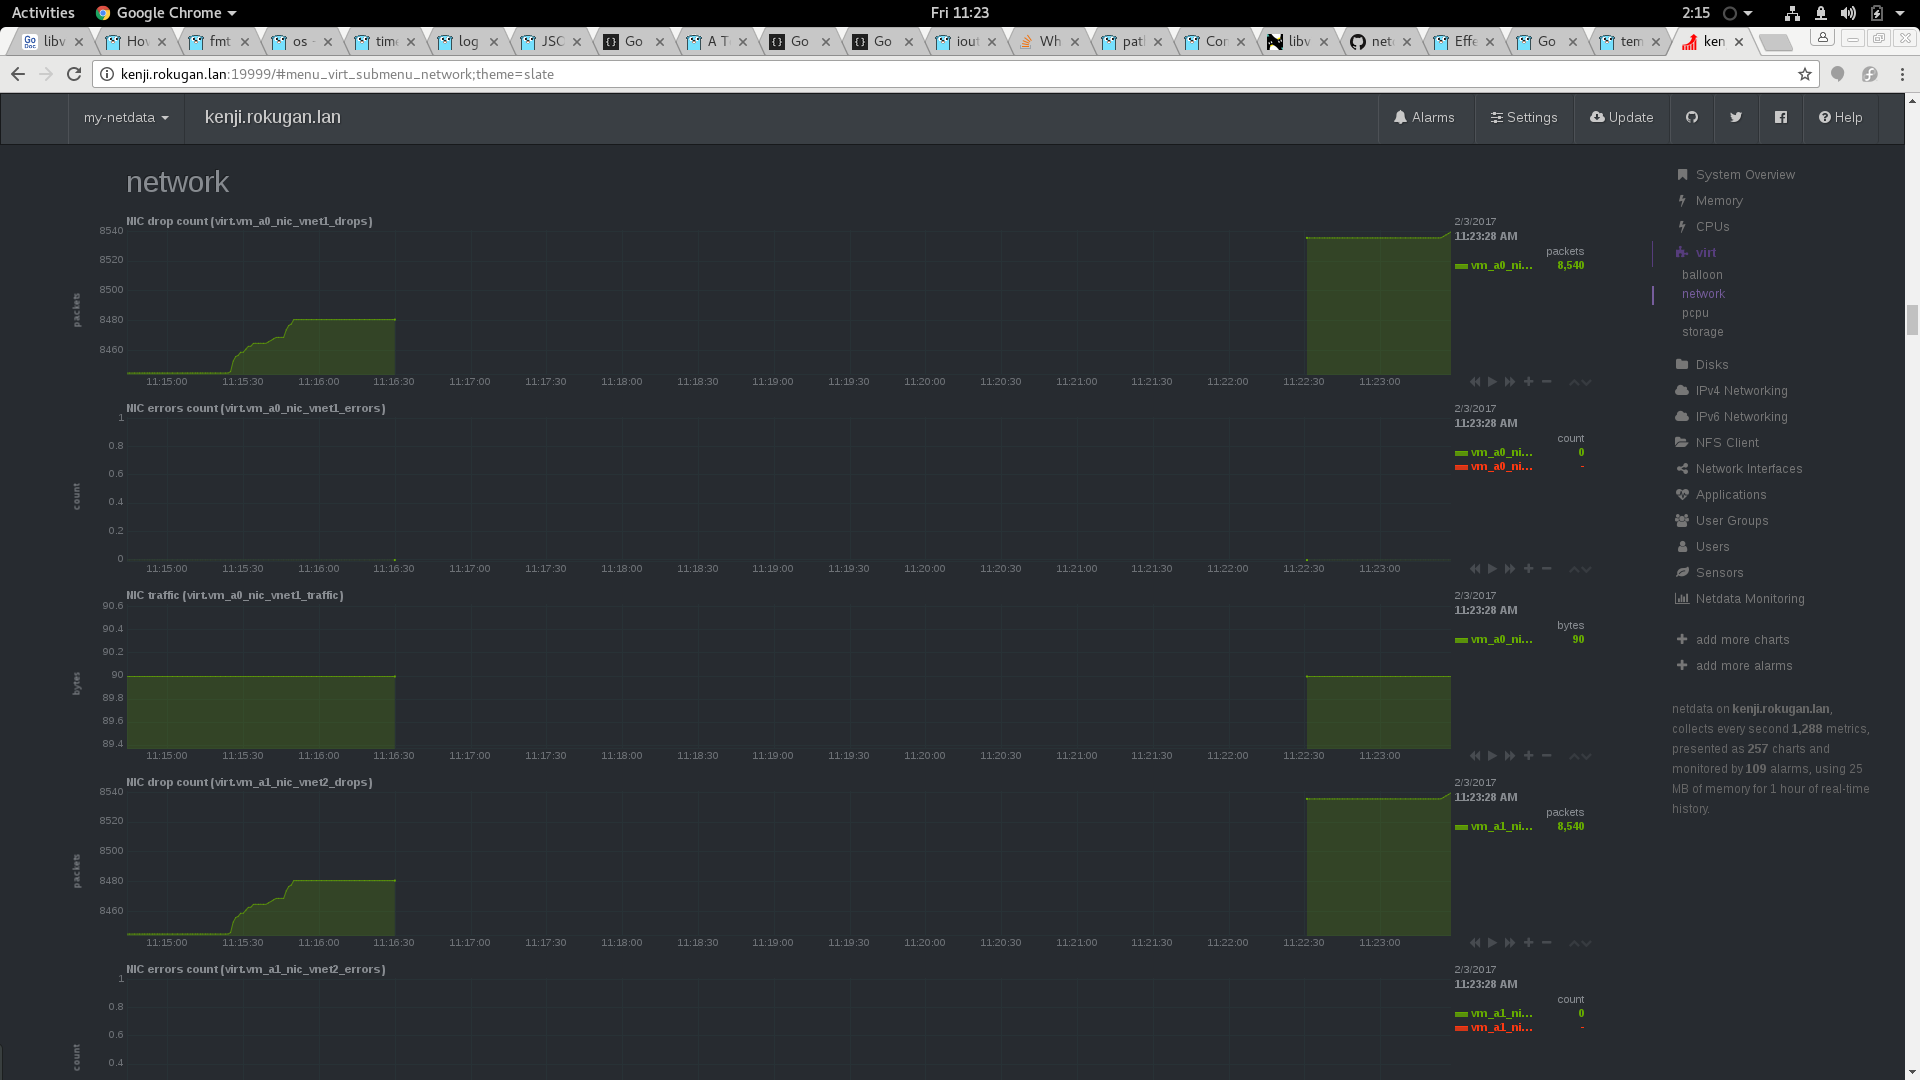 Activities Google Chrome Fri 11:23 2:15
libv Hov fmt os - time log JSC Go A T Go Go iout Wh patl Con libv netc Effe Go tem ken
kenji.rokugan.lan:19999/#menu_virt_submenu_network;theme=slate
my-netdata kenji.rokugan.lan Alarms Settings Update Help
network
NIC drop count (virt.vm_a0_nic_vnet1_drops)
8540
8520
8500
8480
8460
packets
11:15:00 11:15:30 11:16:00 11:16:30 11:17:00 11:17:30 11:18:00 11:18:30 11:19:00 11:19:30 11:20:00 11:20:30 11:21:00 11:21:30 11:22:00 11:22:30 11:23:00
2/3/2017
11:23:28 AM
packets
vm_a0_ni... 8,540
NIC errors count (virt.vm_a0_nic_vnet1_errors)
1
0.8
0.6
0.4
0.2
0
count
11:15:00 11:15:30 11:16:00 11:16:30 11:17:00 11:17:30 11:18:00 11:18:30 11:19:00 11:19:30 11:20:00 11:20:30 11:21:00 11:21:30 11:22:00 11:22:30 11:23:00
2/3/2017
11:23:28 AM
count
vm_a0_ni... 0
vm_a0_ni... -
NIC traffic (virt.vm_a0_nic_vnet1_traffic)
90.6
90.4
90.2
90
89.8
89.6
89.4
bytes
11:15:00 11:15:30 11:16:00 11:16:30 11:17:00 11:17:30 11:18:00 11:18:30 11:19:00 11:19:30 11:20:00 11:20:30 11:21:00 11:21:30 11:22:00 11:22:30 11:23:00
2/3/2017
11:23:28 AM
bytes
vm_a0_ni... 90
NIC drop count (virt.vm_a1_nic_vnet2_drops)
8540
8520
8500
8480
8460
packets
11:15:00 11:15:30 11:16:00 11:16:30 11:17:00 11:17:30 11:18:00 11:18:30 11:19:00 11:19:30 11:20:00 11:20:30 11:21:00 11:21:30 11:22:00 11:22:30 11:23:00
2/3/2017
11:23:28 AM
packets
vm_a1_ni... 8,540
NIC errors count (virt.vm_a1_nic_vnet2_errors)
1
0.8
0.6
0.4
count
2/3/2017
11:23:28 AM
count
vm_a1_ni... 0
vm_a1_ni... -
System Overview
Memory
CPUs
virt
balloon
network
pcpu
storage
Disks
IPv4 Networking
IPv6 Networking
NFS Client
Network Interfaces
Applications
User Groups
Users
Sensors
Netdata Monitoring
add more charts
add more alarms
netdata on kenji.rokugan.lan,
collects every second 1,288 metrics,
presented as 257 charts and
monitored by 109 alarms, using 25
MB of memory for 1 hour of real-time
history.